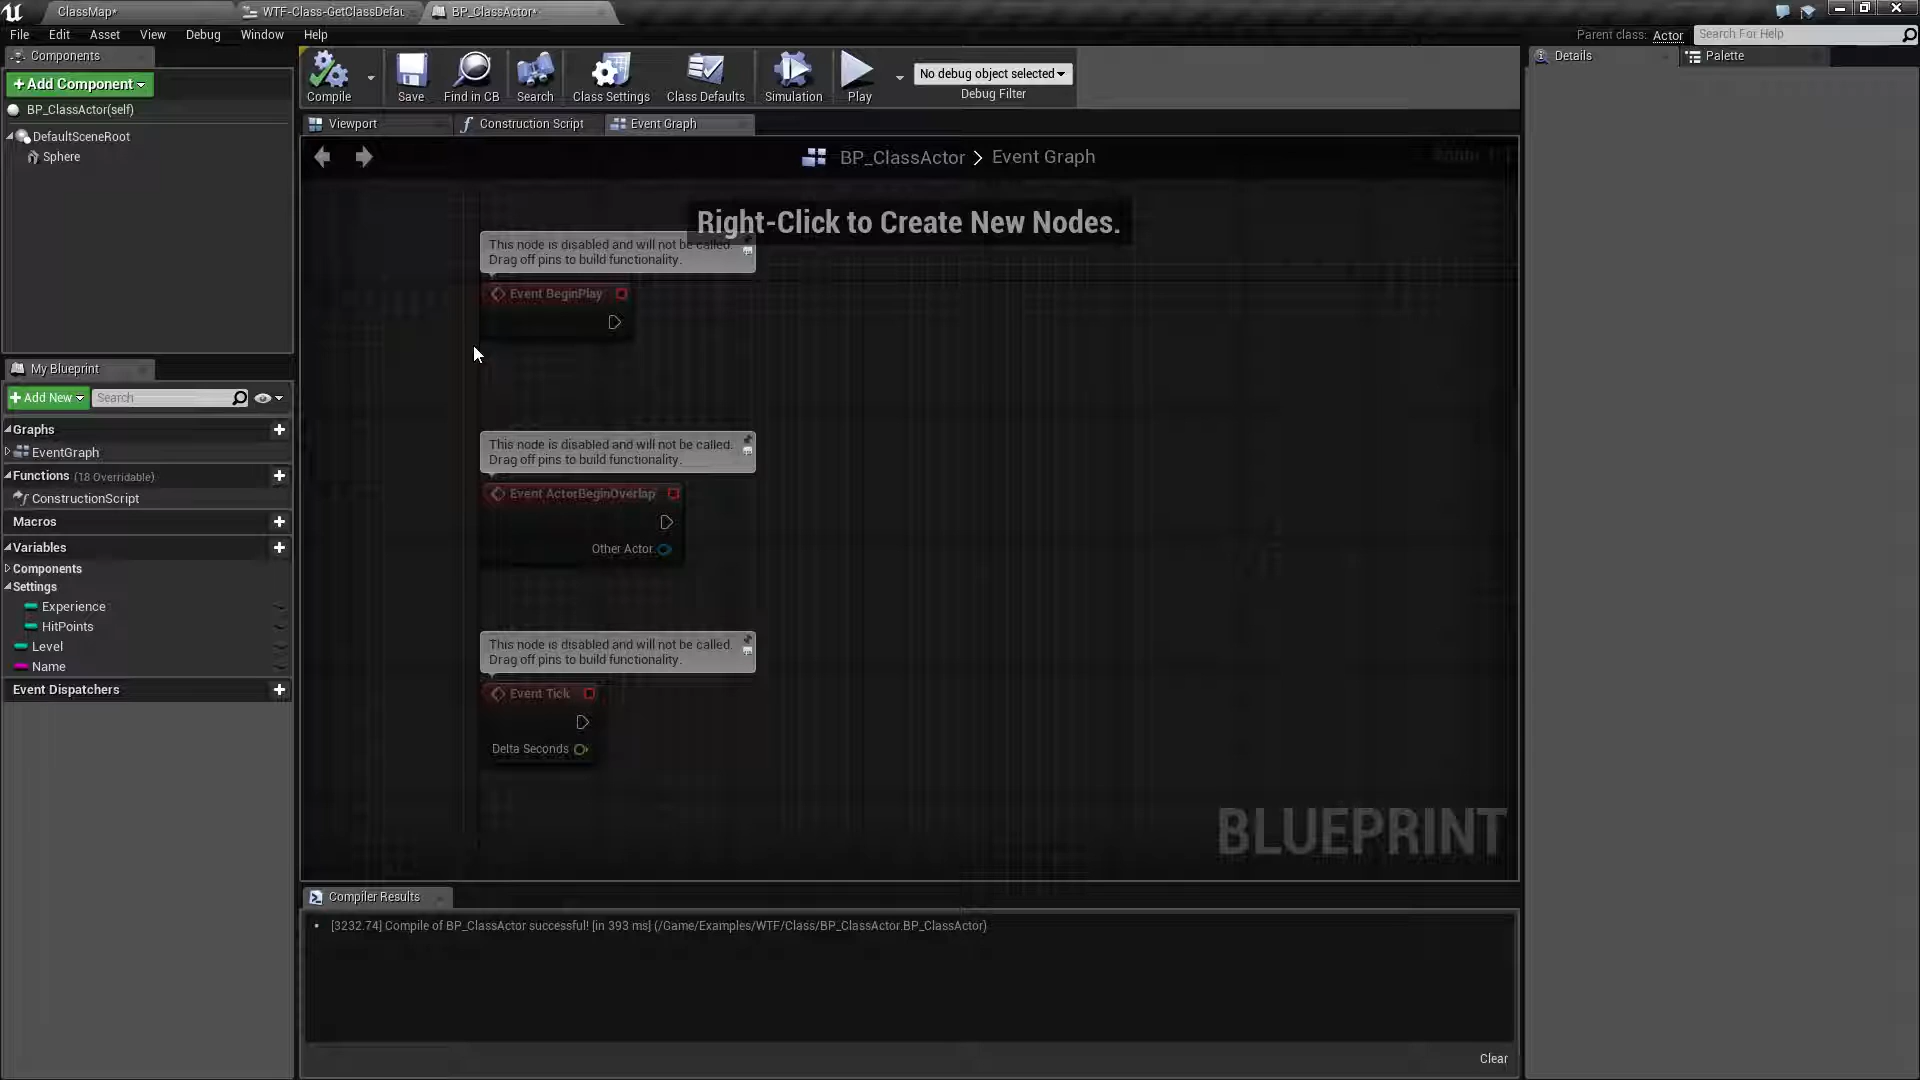 ClassMap*
WTF-Class-GetClassDefau
BP_ClassActor*
File Edit Asset View Debug Window Help
Parent class: Actor
Search For Help
Components
+Add Component
BP_ClassActor(self)
DefaultSceneRoot
Sphere
Compile
Save
Find in CB
Search
Class Settings
Class Defaults
Simulation
Play
No debug object selected
Debug Filter
Details
Palette
Viewport
Construction Script
Event Graph
BP_ClassActor > Event Graph
Right-Click to Create New Nodes.
This node is disabled and will not be called.
Drag off pins to build functionality.
Event BeginPlay
This node is disabled and will not be called.
Drag off pins to build functionality.
Event ActorBeginOverlap
Other Actor
This node is disabled and will not be called.
Drag off pins to build functionality.
Event Tick
Delta Seconds
BLUEPRINT
My Blueprint
+Add New
Search
Graphs
EventGraph
Functions (18 Overridable)
ConstructionScript
Macros
Variables
Components
Settings
Experience
HitPoints
Level
Name
Event Dispatchers
Compiler Results
• [3232.74] Compile of BP_ClassActor successful! [in 393 ms] (/Game/Examples/WTF/Class/BP_ClassActor.BP_ClassActor)
Clear